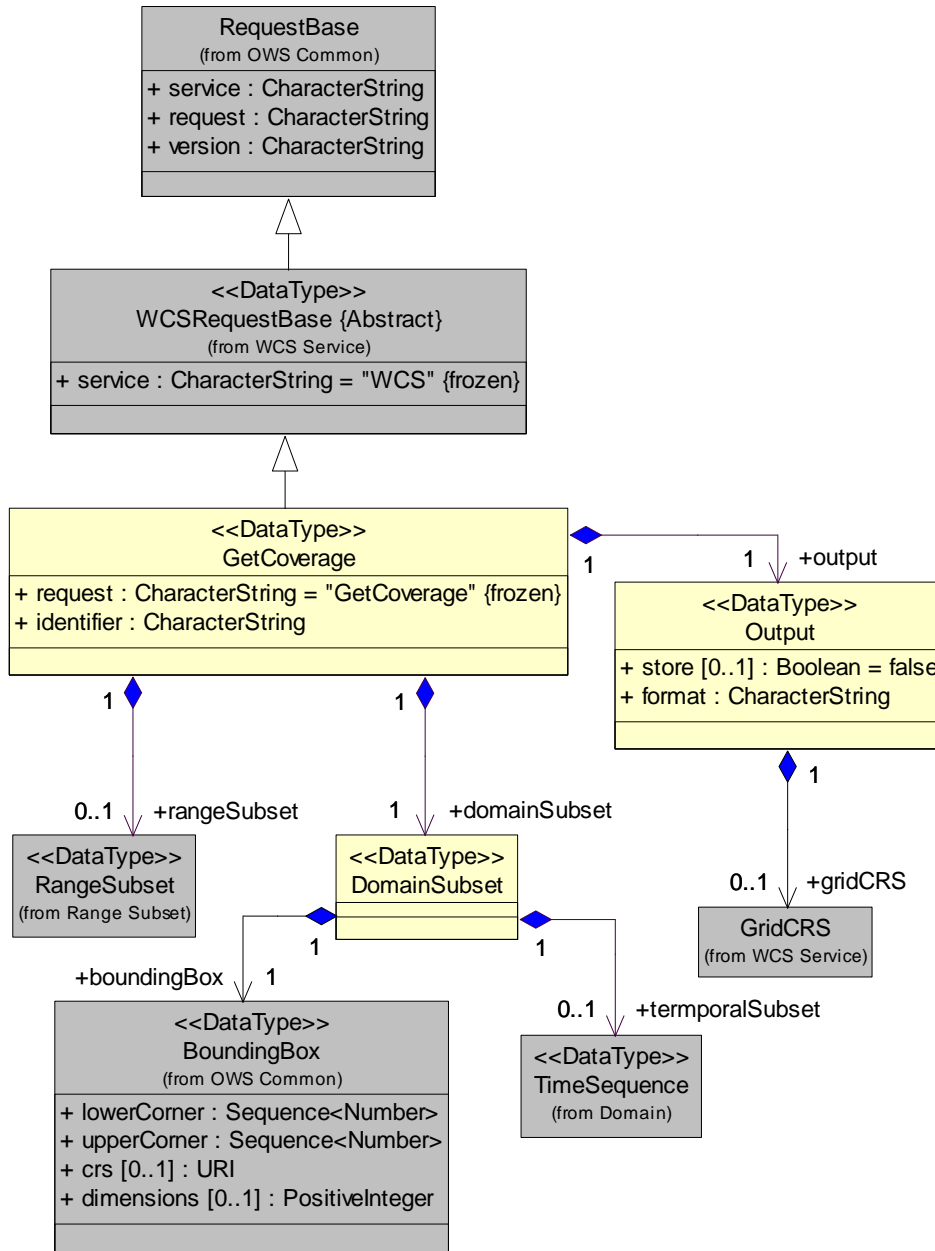 RequestBase
(from OWS Common)
+ service : CharacterString
+ request : CharacterString
+ version : CharacterString
<<DataType>>
WCSRequestBase {Abstract}
(from WCS Service)
+ service : CharacterString = "WCS" {frozen}
<<DataType>>
GetCoverage
+ request : CharacterString = "GetCoverage" {frozen}
+ identifier : CharacterString
1
1
+output
<<DataType>>
Output
+ store [0..1] : Boolean = false
+ format : CharacterString
1
1
1
0..1
+rangeSubset
1
+domainSubset
<<DataType>>
RangeSubset
(from Range Subset)
<<DataType>>
DomainSubset
0..1
+gridCRS
GridCRS
(from WCS Service)
1
1
+boundingBox
1
0..1
+termporalSubset
<<DataType>>
BoundingBox
(from OWS Common)
+ lowerCorner : Sequence<Number>
+ upperCorner : Sequence<Number>
+ crs [0..1] : URI
+ dimensions [0..1] : PositiveInteger
<<DataType>>
TimeSequence
(from Domain)